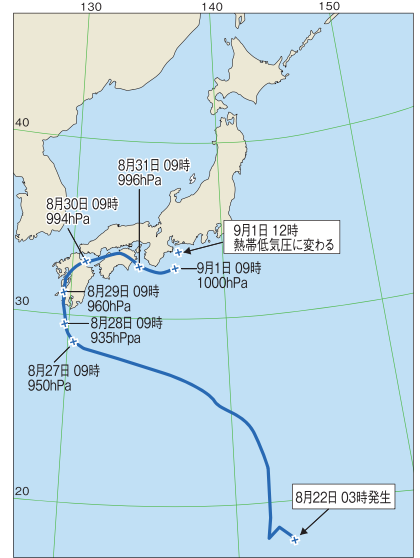 130
140
150
40
8月31日 09時
996hPa
8月30日 09時
994hPa
9月1日 12時
熱帯低気圧に変わる
9月1日 09時
1000hPa
8月29日 09時
960hPa
30
8月28日 09時
935hPpa
8月27日 09時
950hPa
20
8月22日 03時発生